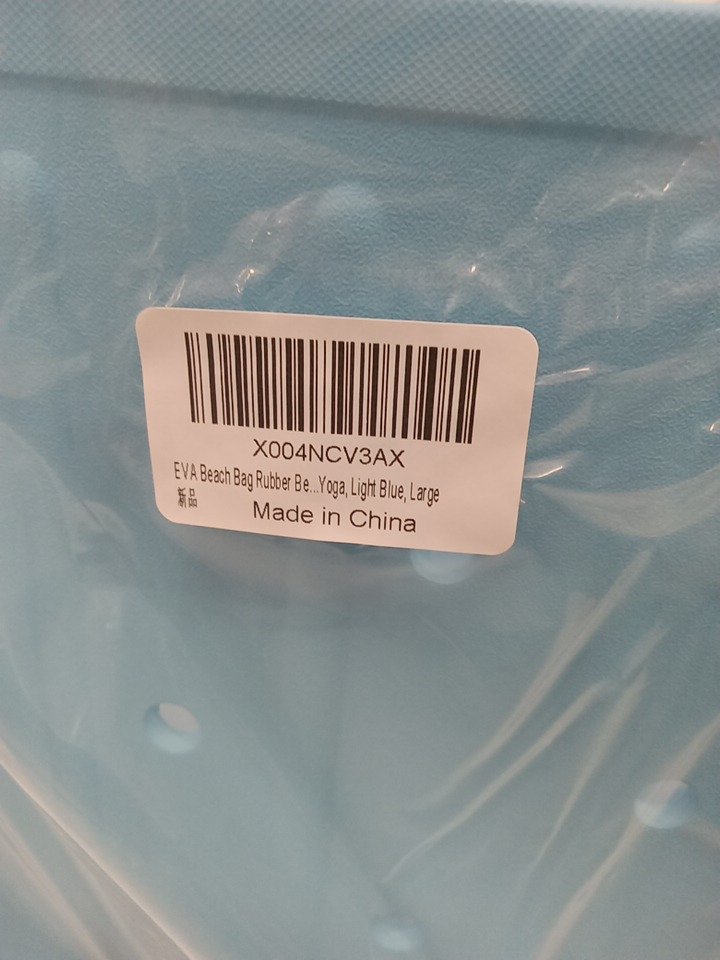 X004NCV3AX
EVA Beach Bag Rubber Be...Yoga, Light Blue, Large
新品
Made in China